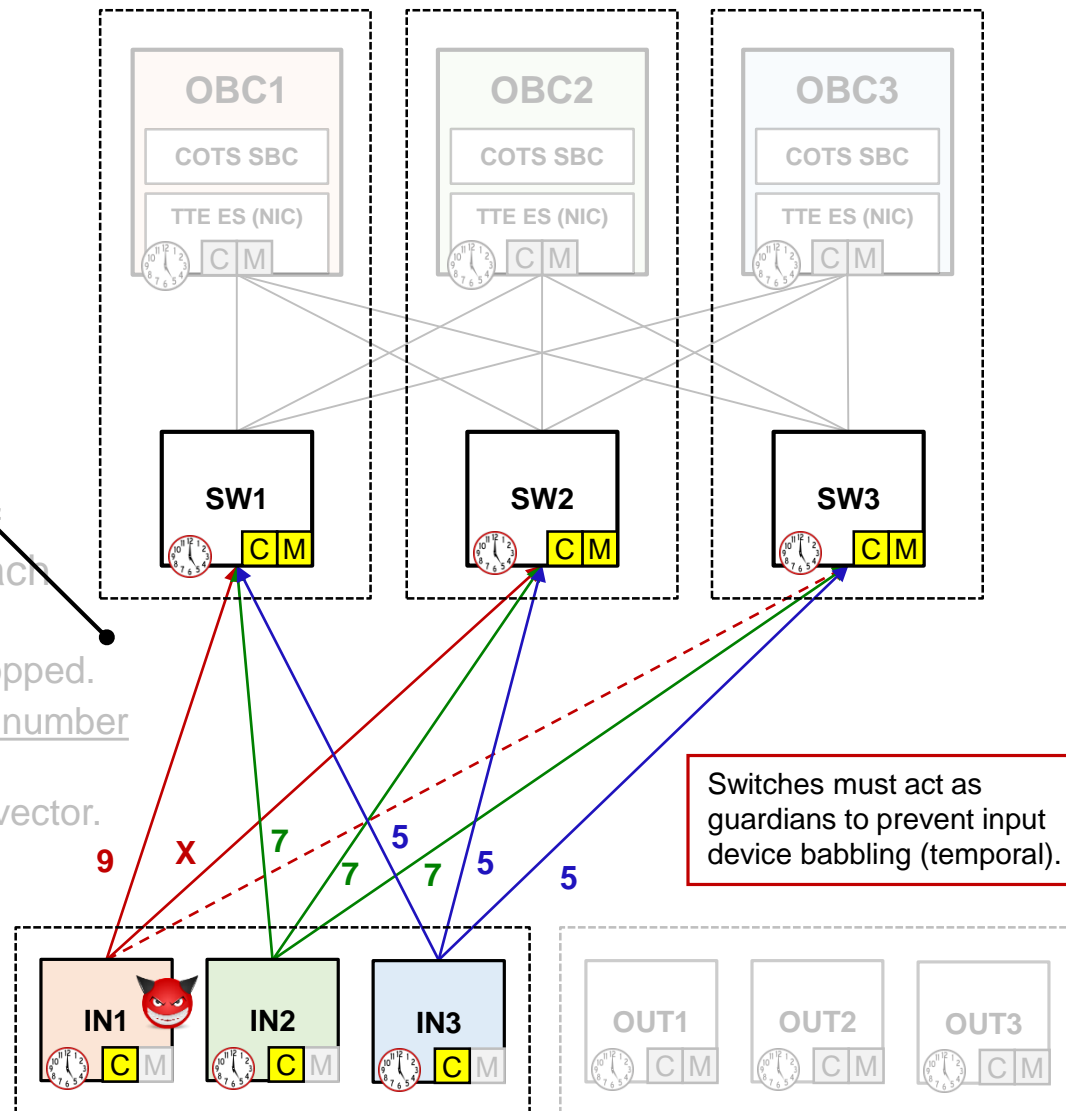 OBC1
OBC2
OBC3
COTS SBC
COTS SBC
COTS SBC
TTE ES (NIC)
TTE ES (NIC)
TTE ES (NIC)
C M
C M
C M
SW1
SW2
SW3
C M
C M
C M
opped.
number
vector.
Switches must act as
guardians to prevent input
device babbling (temporal).
9
X
7
5
7
7
5
5
IN1
IN2
IN3
OUT1
OUT2
OUT3
C M
C M
C M
C M
C M
C M